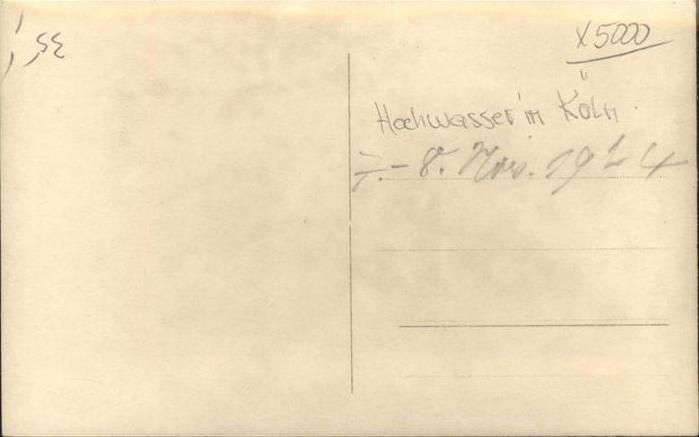 X5000
Hochwasser in Köln.
7.-8. Nov. 1924